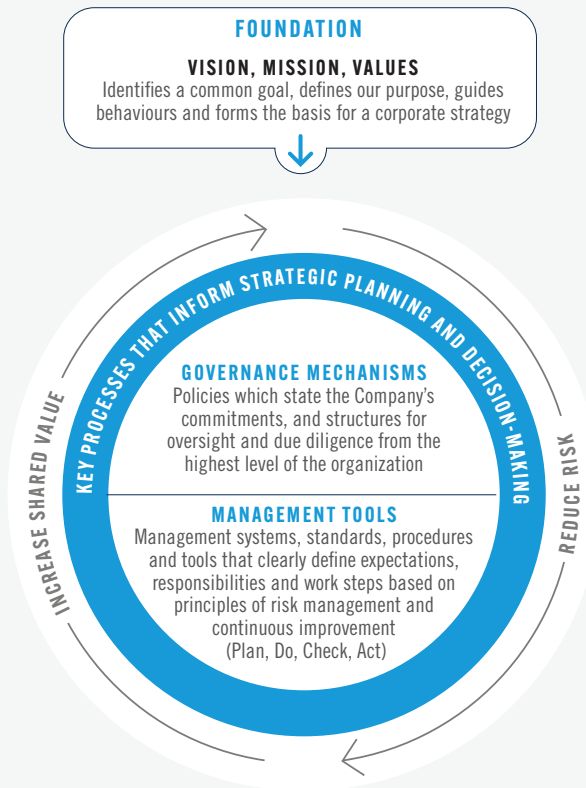 FOUNDATION
VISION, MISSION, VALUES
Identifies a common goal, defines our purpose, guides
behaviours and forms the basis for a corporate strategy
KEY PROCESSES THAT INFORM STRATEGIC PLANNING AND DECISION-MAKING
INCREASE SHARED VALUE
REDUCE RISK
GOVERNANCE MECHANISMS
Policies which state the Company’s
commitments, and structures for
oversight and due diligence from the
highest level of the organization
MANAGEMENT TOOLS
Management systems, standards, procedures
and tools that clearly define expectations,
responsibilities and work steps based on
principles of risk management and
continuous improvement
(Plan, Do, Check, Act)